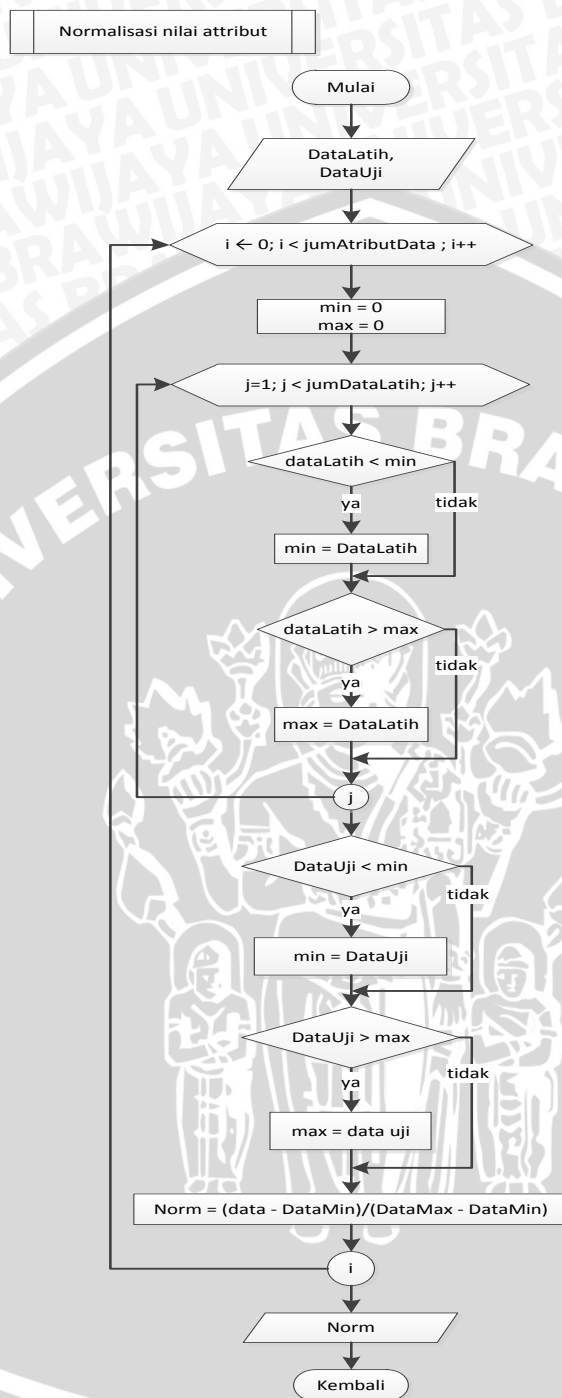 Normalisasi nilai attribut
Mulai
DataLatih,
DataUji
i ← 0; i < jumAtributData ; i++
min = 0
max = 0
j=1; j < jumDataLatih; j++
dataLatih < min
tidak
ya
min = DataLatih
dataLatih > max
tidak
ya
max = DataLatih
j
DataUji < min
tidak
ya
min = DataUji
DataUji > max
tidak
ya
max = data uji
Norm = (data - DataMin)/(DataMax - DataMin)
i
Norm
Kembali